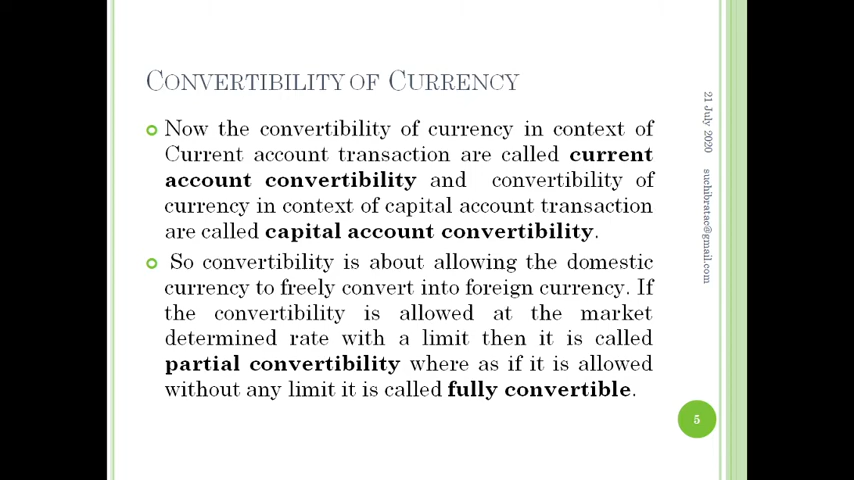 CONVERTIBILITY OF CURRENCY
Now the convertibility of currency in context of
Current account transaction are called current
account convertibility and convertibility of
currency in context of capital account transaction
are called capital account convertibility.
So convertibility is about allowing the domestic
currency to freely convert into foreign currency. If
the convertibility is allowed at the market
determined rate with a limit then it is called
partial convertibility where as if it is allowed
without any limit it is called fully convertible.
21 July 2020 suchibratac@gmail.com
5